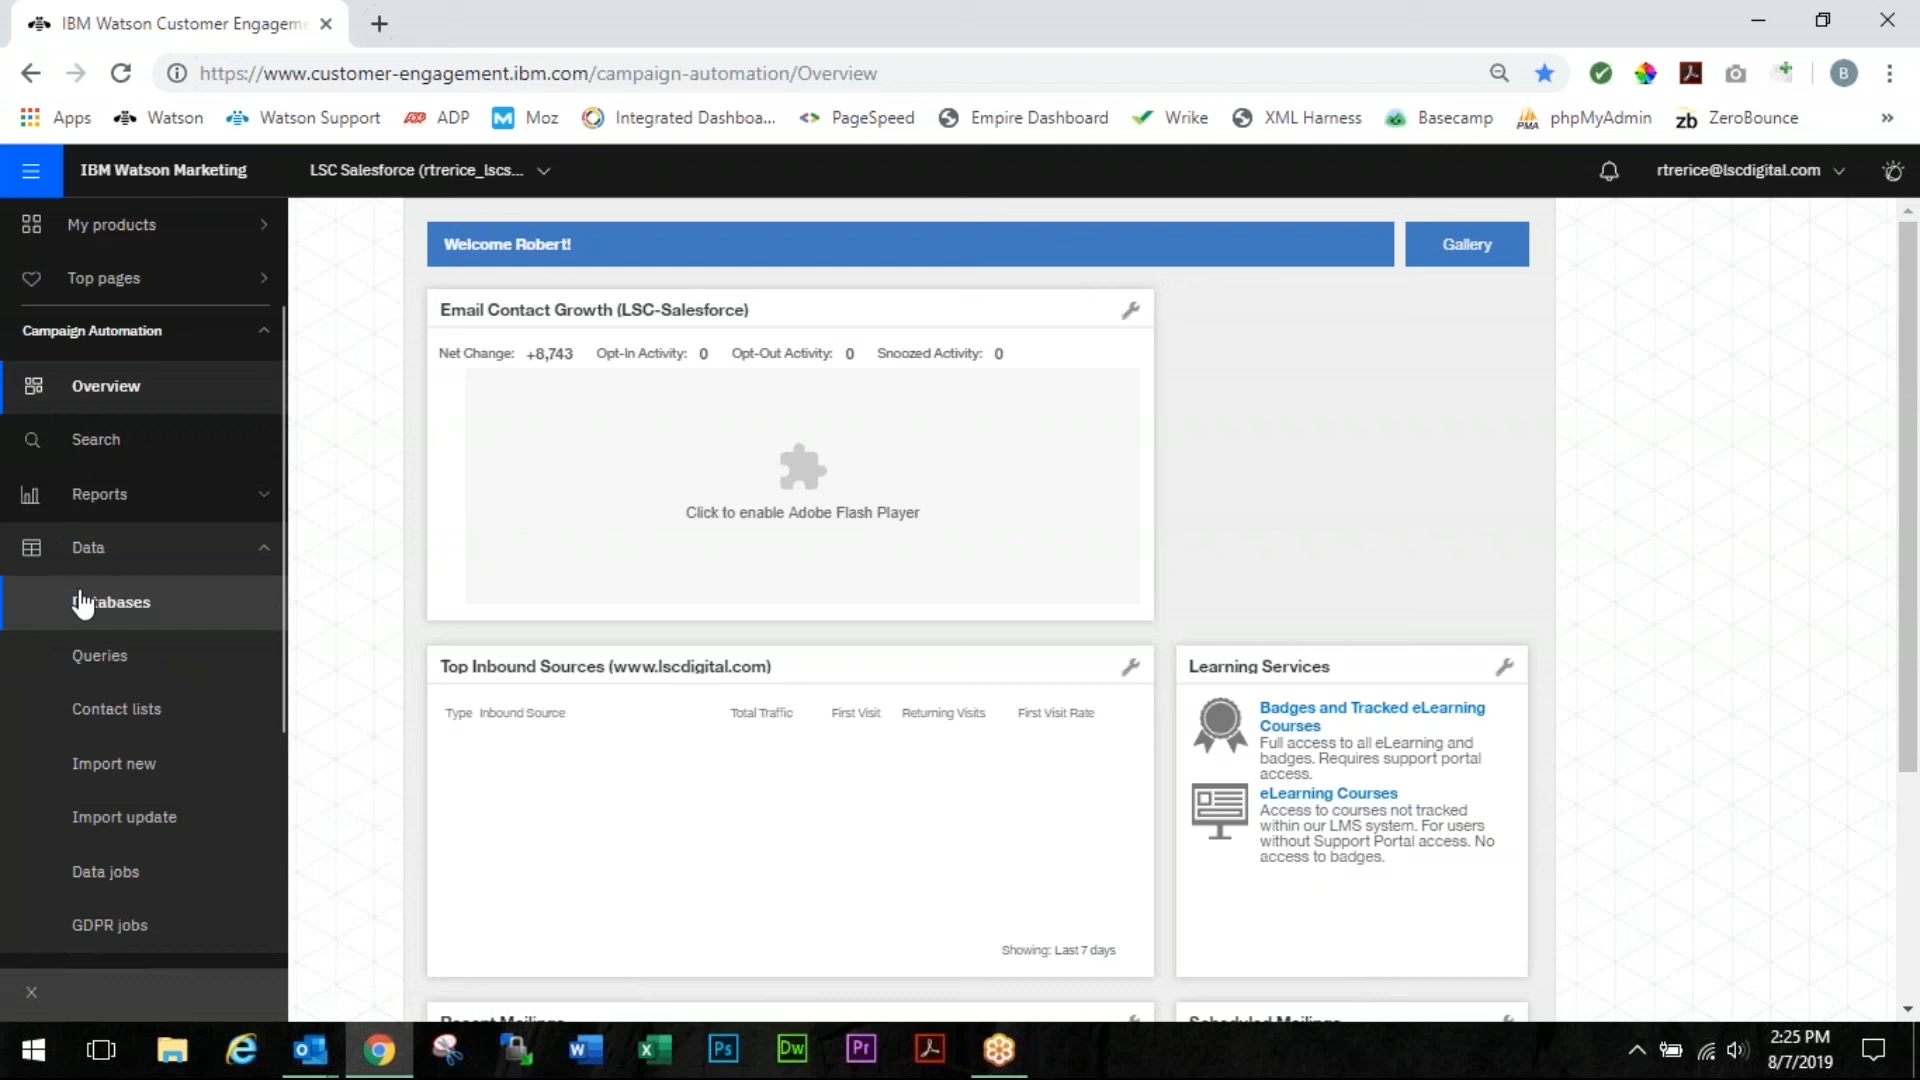 IBM Watson Customer Engageme
https://www.customer-engagement.ibm.com/campaign-automation/Overview
B
Apps Watson Watson Support ADP Moz Integrated Dashboa... PageSpeed Empire Dashboard Wrike XML Harness Basecamp phpMyAdmin ZeroBounce »
IBM Watson Marketing LSC Salesforce (rtrerice_lscs... rtrerice@lscdigital.com
My products
Top pages
Campaign Automation
Overview
Search
Reports
Data
Queries
Contact lists
Import new
Import update
Data jobs
GDPR jobs
Welcome Robert!
Gallery
Email Contact Growth (LSC-Salesforce)
Net Change: +8,743 Opt-In Activity: 0 Opt-Out Activity: 0 Snoozed Activity: 0
Click to enable Adobe Flash Player
Top Inbound Sources (www.lscdigital.com)
Type Inbound Source Total Traffic First Visit Returning Visits First Visit Rate
Showing: Last 7 days
Learning Services
Badges and Tracked eLearning
Courses
Full access to all eLearning and
badges. Requires support portal
access.
eLearning Courses
Access to courses not tracked
within our LMS system. For users
without Support Portal access. No
access to badges.
Recent Mailings
Scheduled Mailings
2:25 PM
8/7/2019